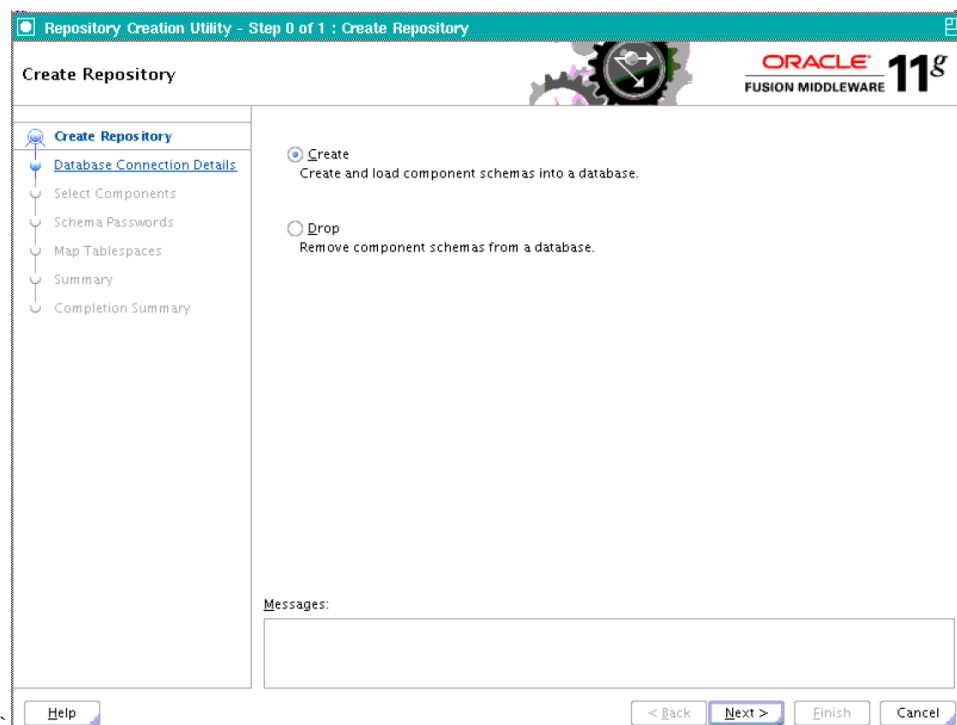 Repository Creation Utility - Step 0 of 1 : Create Repository
Create Repository
ORACLE
FUSION MIDDLEWARE
11g
Create Repository
Database Connection Details
Select Components
Schema Passwords
Map Tablespaces
Summary
Completion Summary
Create
Create and load component schemas into a database.
Drop
Remove component schemas from a database.
Messages:
Help
< Back
Next >
Finish
Cancel